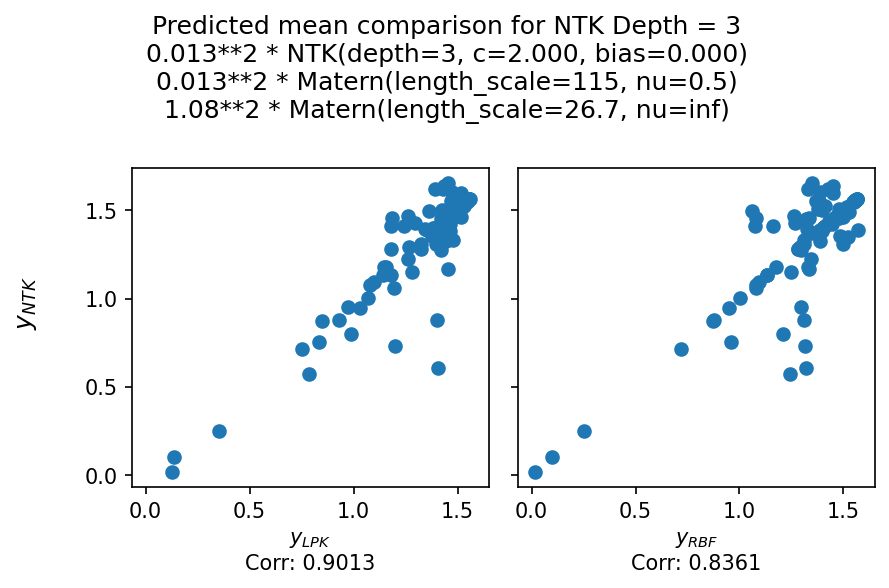 Predicted mean comparison for NTK Depth = 3
0.013**2 * NTK(depth=3, c=2.000, bias=0.000)
0.013**2 * Matern(length_scale=115, nu=0.5)
1.08**2 * Matern(length_scale=26.7, nu=inf)
y_NTK
1.5
1.0
0.5
0.0
0.0 0.5 1.0 1.5
y_LPK
Corr: 0.9013
0.0 0.5 1.0 1.5
y_RBF
Corr: 0.8361